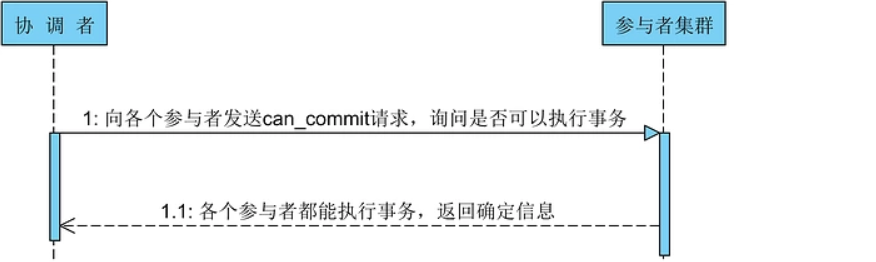 协 调 者
参与者集群
1: 向各个参与者发送can_commit请求，询问是否可以执行事务
1.1: 各个参与者都能执行事务，返回确定信息